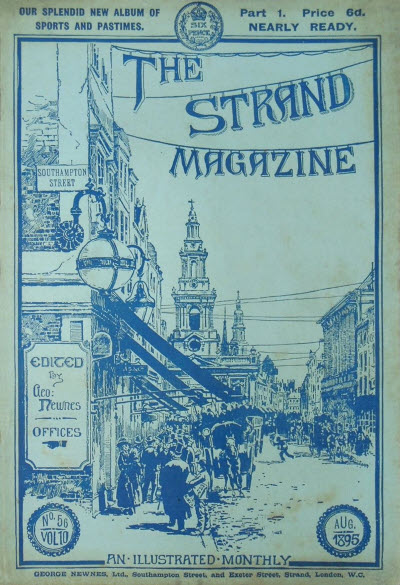 OUR SPLENDID NEW ALBUM OF
SPORTS AND PASTIMES.
SIX
PENCE
Part 1. Price 6d.
NEARLY READY.
THE
STRAND
MAGAZINE
SOUTHAMPTON
STREET
EDITED
by
Geo:
Newnes
OFFICES
No. 56
VOL 10
AUG.
1895
AN·ILLUSTRATED·MONTHLY
GEORGE NEWNES, Ltd., Southampton Street, and Exeter Street, Strand, London, W.C.